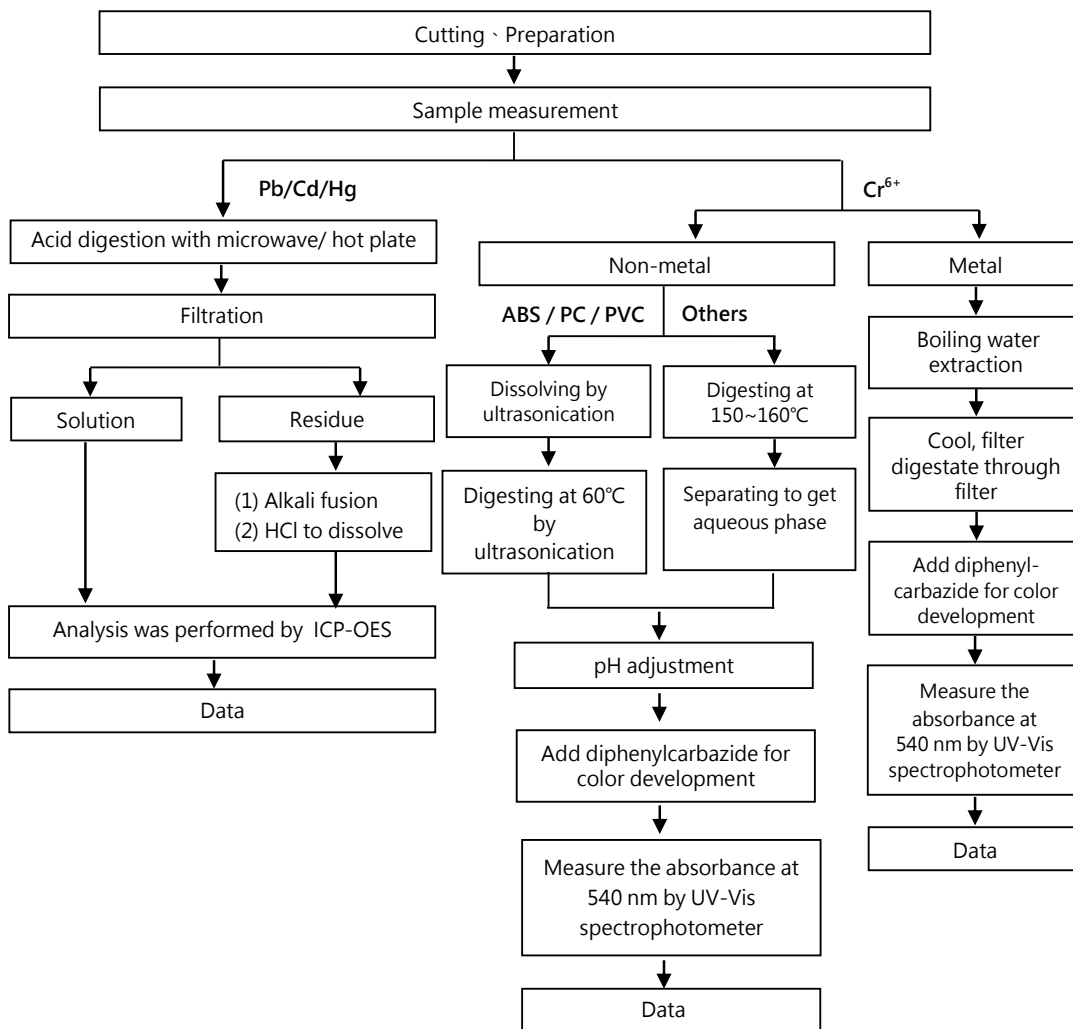 Cutting、Preparation
Sample measurement
Pb/Cd/Hg
Cr⁶⁺
Acid digestion with microwave/ hot plate
Filtration
Solution
Residue
(1) Alkali fusion
(2) HCl to dissolve
Analysis was performed by ICP-OES
Data
Non-metal
ABS / PC / PVC
Others
Dissolving by
ultrasonication
Digesting at 60℃
by
ultrasonication
Digesting at
150~160℃
Separating to get
aqueous phase
pH adjustment
Add diphenylcarbazide for
color development
Measure the absorbance at
540 nm by UV-Vis
spectrophotometer
Data
Metal
Boiling water
extraction
Cool, filter
digestate through
filter
Add diphenyl-
carbazide for color
development
Measure the
absorbance at
540 nm by UV-Vis
spectrophotometer
Data